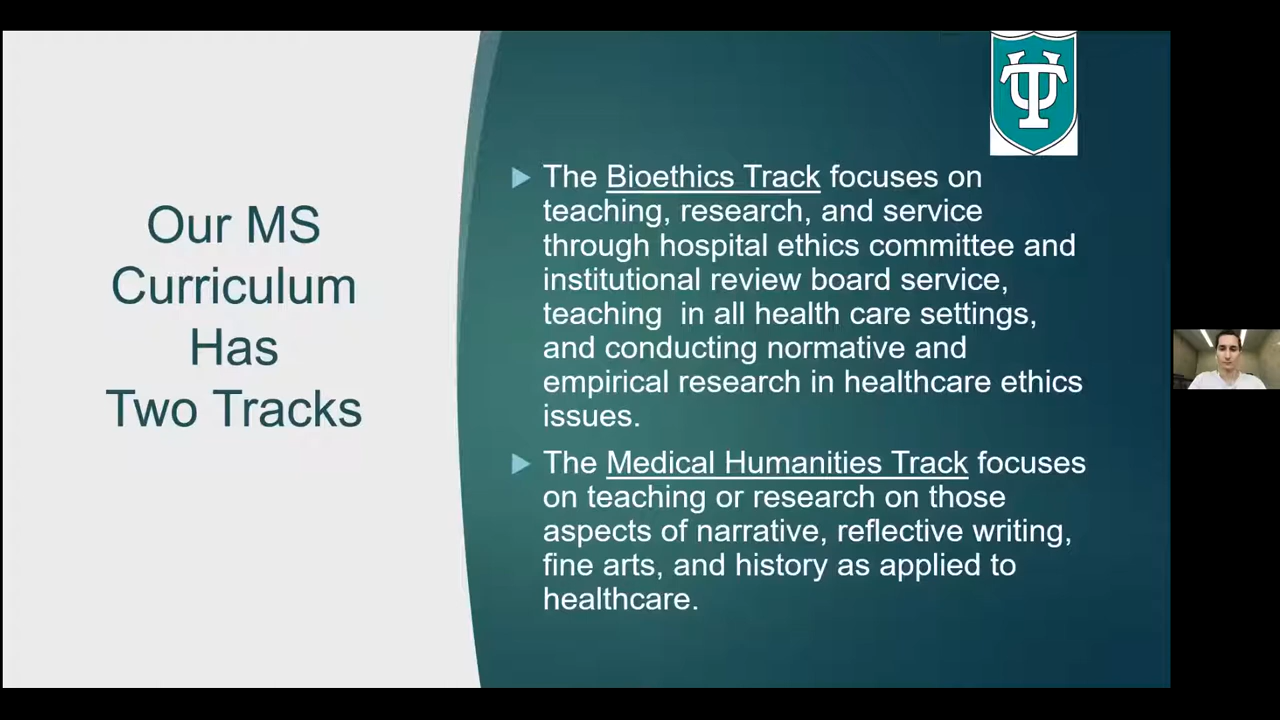 Our MS
Curriculum
Has
Two Tracks
The Bioethics Track focuses on
teaching, research, and service
through hospital ethics committee and
institutional review board service,
teaching  in all health care settings,
and conducting normative and
empirical research in healthcare ethics
issues.
The Medical Humanities Track focuses
on teaching or research on those
aspects of narrative, reflective writing,
fine arts, and history as applied to
healthcare.